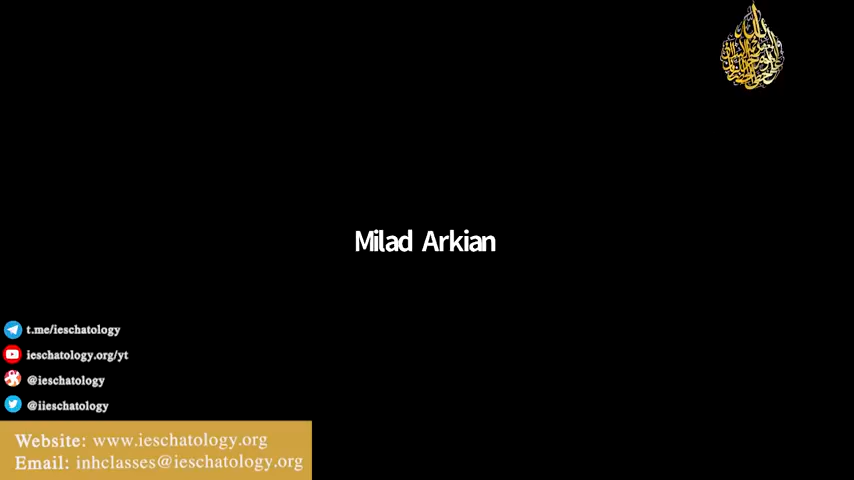 Milad Arkian
t.me/ieschatology
ieschatology.org/yt
@ieschatology
@iieschatology
Website: www.ieschatology.org
Email: inhclasses@ieschatology.org